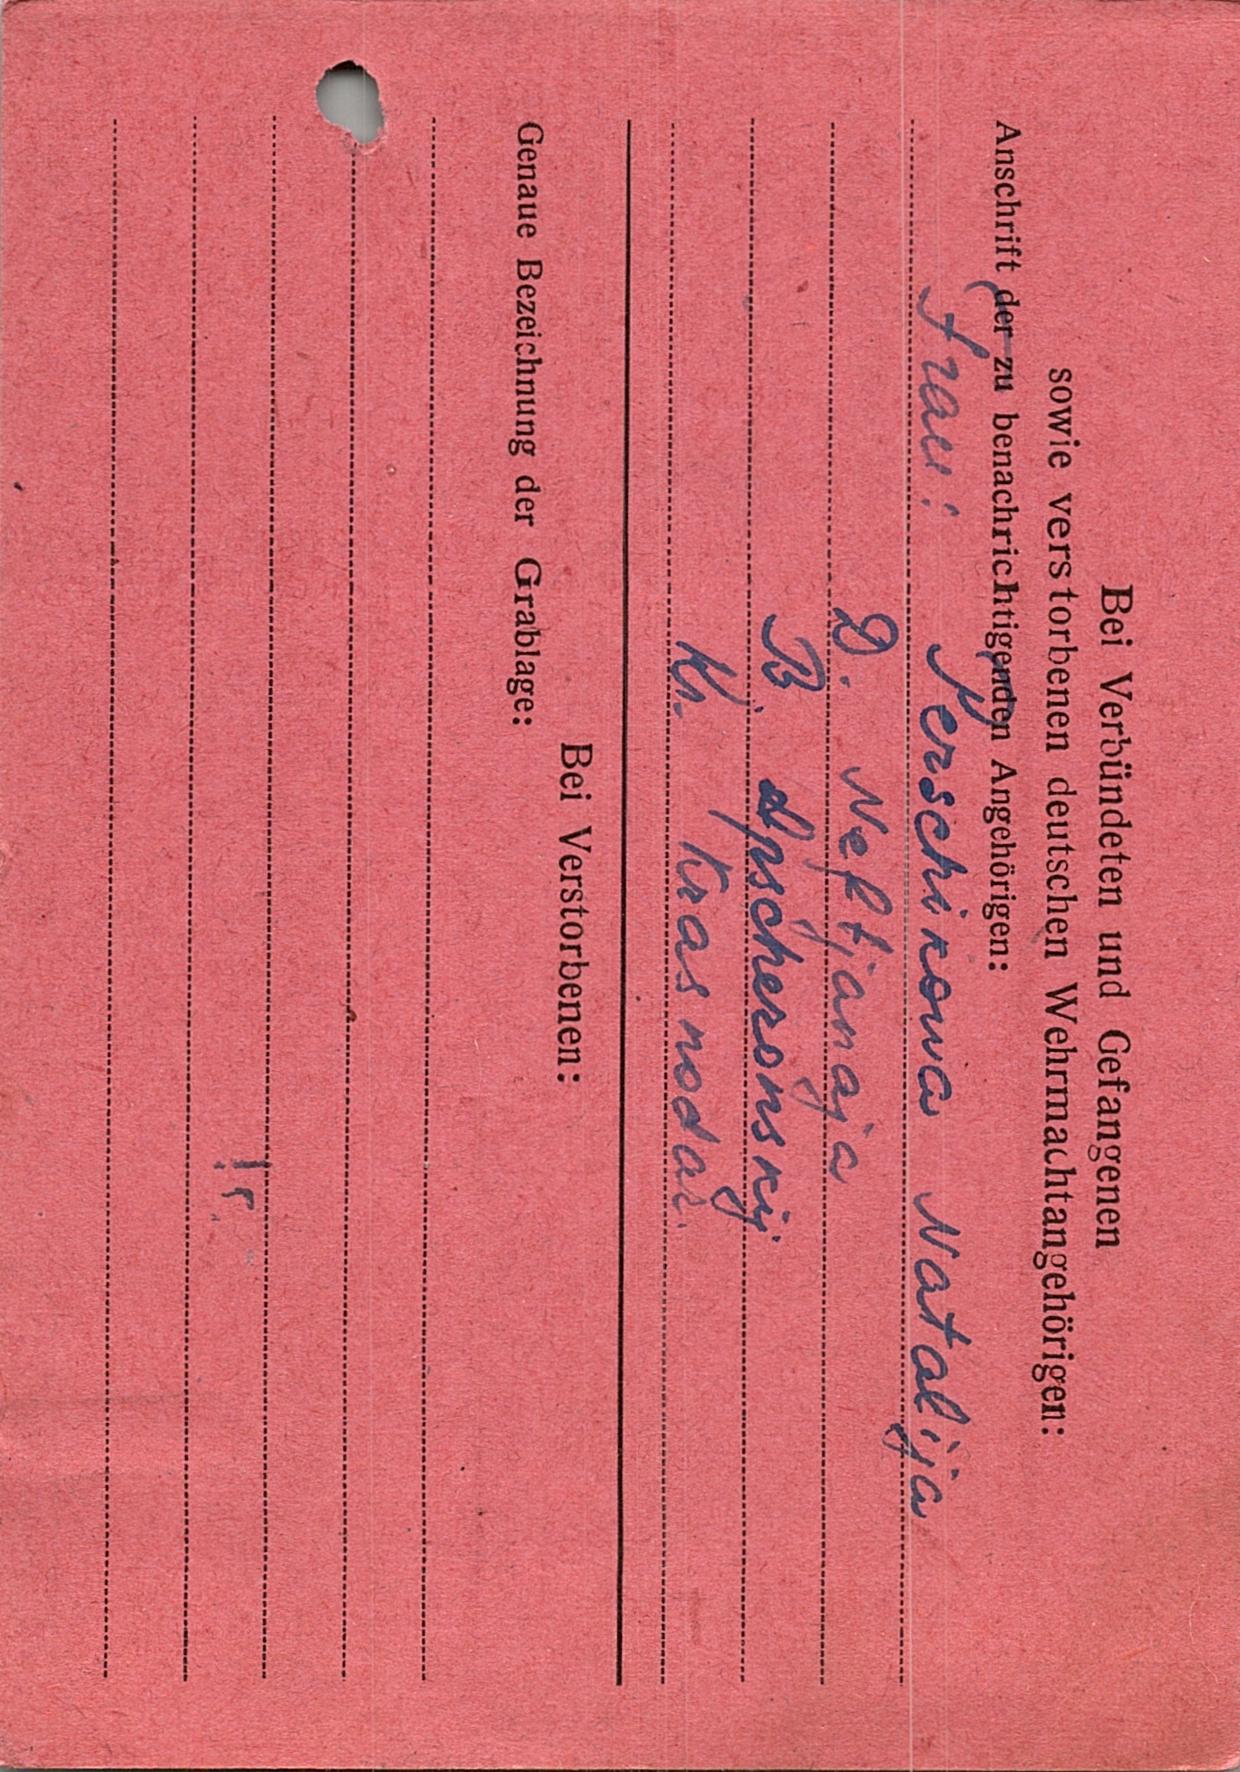 Bei Verbündeten und Gefangenen
sowie verstorbenen deutschen Wehrmachtangehörigen:
Anschrift der zu benachrichtigenden Angehörigen:
Frau: Perschikowa Natalija
D. Neftjanaja
B. Apscheronskij
Kr. Krasnodar.
Bei Verstorbenen:
Genaue Bezeichnung der Grablage: